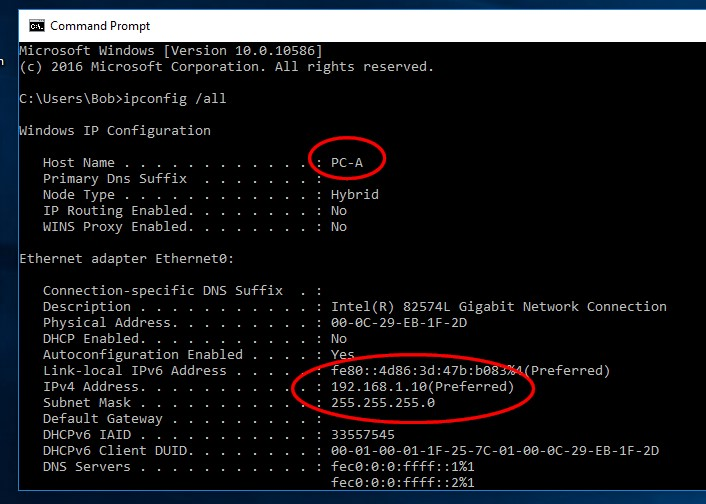 Command Prompt
Microsoft Windows [Version 10.0.10586]
(c) 2016 Microsoft Corporation. All rights reserved.
C:\Users\Bob>ipconfig /all
Windows IP Configuration
Host Name . . . . . . . . . . . . : PC-A
Primary Dns Suffix . . . . . . . :
Node Type . . . . . . . . . . . . : Hybrid
IP Routing Enabled. . . . . . . . : No
WINS Proxy Enabled. . . . . . . . : No
Ethernet adapter Ethernet0:
Connection-specific DNS Suffix . :
Description . . . . . . . . . . . : Intel(R) 82574L Gigabit Network Connection
Physical Address. . . . . . . . . : 00-0C-29-EB-1F-2D
DHCP Enabled. . . . . . . . . . . : No
Autoconfiguration Enabled . . . . : Yes
Link-local IPv6 Address . . . . . : fe80::4d86:3d:47b:b083%4(Preferred)
IPv4 Address. . . . . . . . . . . : 192.168.1.10(Preferred)
Subnet Mask . . . . . . . . . . . : 255.255.255.0
Default Gateway . . . . . . . . . :
DHCPv6 IAID . . . . . . . . . . . : 33557545
DHCPv6 Client DUID. . . . . . . . : 00-01-00-01-1F-25-7C-01-00-0C-29-EB-1F-2D
DNS Servers . . . . . . . . . . . : fec0:0:0:ffff::1%1
fec0:0:0:ffff::2%1